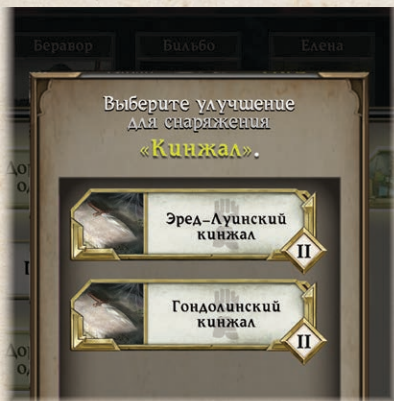 Беравор Бильбо Елена
Выберите улучшение
для снаряжения
«Кинжал».
Эред-Луинский
кинжал
II
Гондолинский
кинжал
II